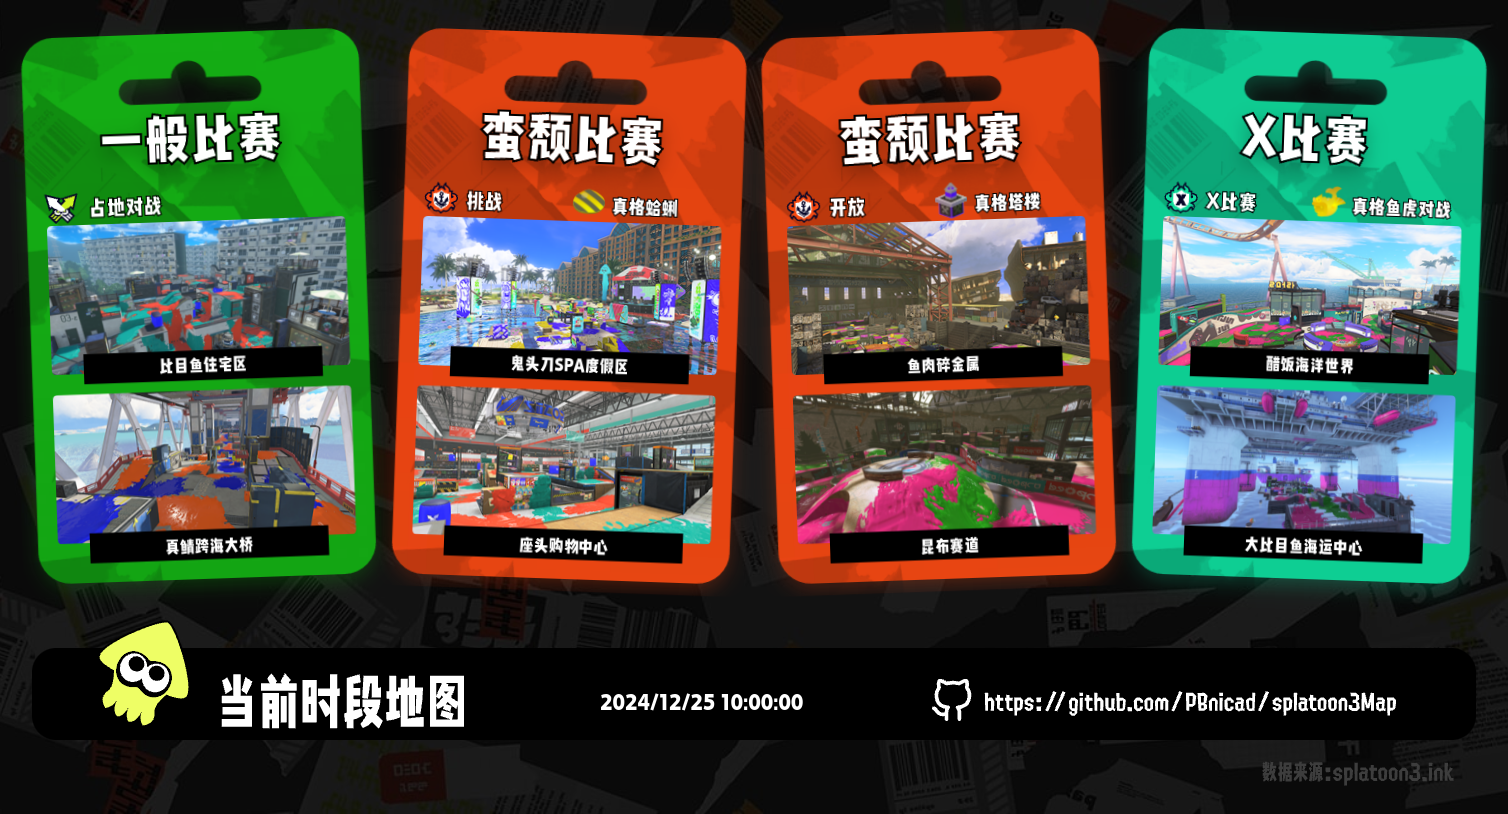 一般比赛
占地对战
比目鱼住宅区
真鲭跨海大桥
蛮颓比赛
挑战
真格蛤蜊
鬼头刀SPA度假区
座头购物中心
蛮颓比赛
开放
真格塔楼
鱼肉碎金属
昆布赛道
X比赛
X比赛
真格鱼虎对战
醋饭海洋世界
大比目鱼海运中心
当前时段地图
2024/12/25 10:00:00
https://github.com/PBnicad/splatoon3Map
数据来源:splatoon3.ink